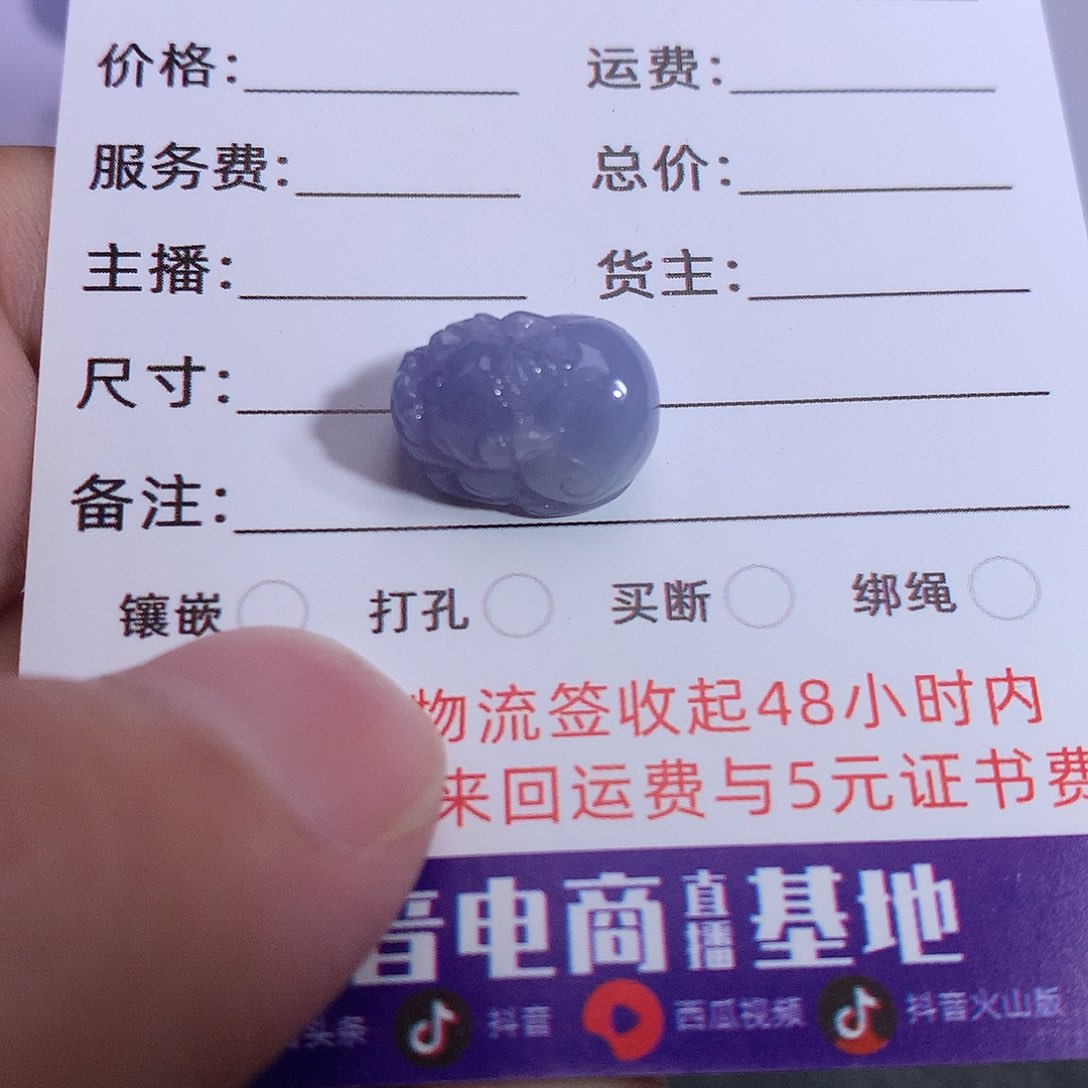 价格： 运费：
服务费： 总价：
主播： 货主：
尺寸：
备注：
镶嵌 打孔 买断 绑绳
物流签收起48小时内
来回运费与5元证书费
音电商直播基地
头条 抖音 西瓜视频 抖音火山版